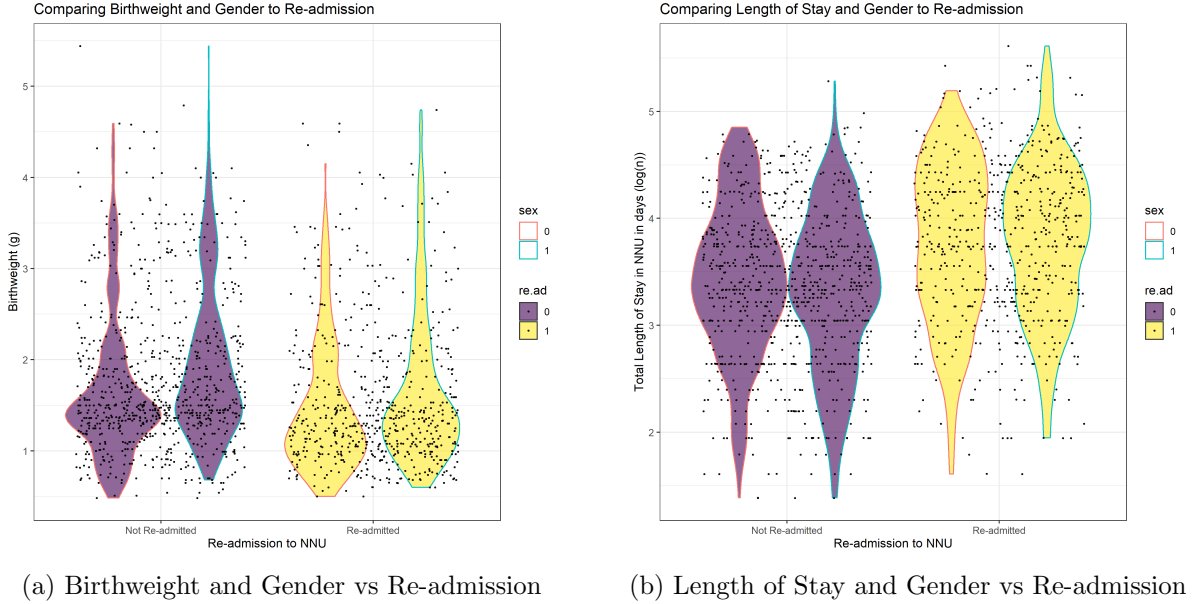 Comparing Birthweight and Gender to Re-admission
Birthweight (g)
5
4
3
2
1
Not Re-admitted
Re-admitted
Re-admission to NNU
sex
0
1
re.ad
0
1
(a) Birthweight and Gender vs Re-admission
Comparing Length of Stay and Gender to Re-admission
Total Length of Stay in NNU in days (log(n))
5
4
3
2
Not Re-admitted
Re-admitted
Re-admission to NNU
sex
0
1
re.ad
0
1
(b) Length of Stay and Gender vs Re-admission